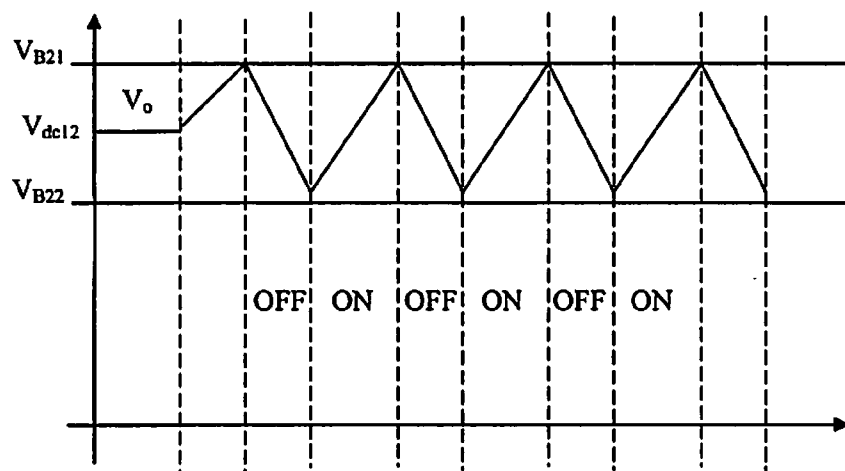 V_B21
V_o
V_dc12
V_B22
OFF ON OFF ON OFF ON